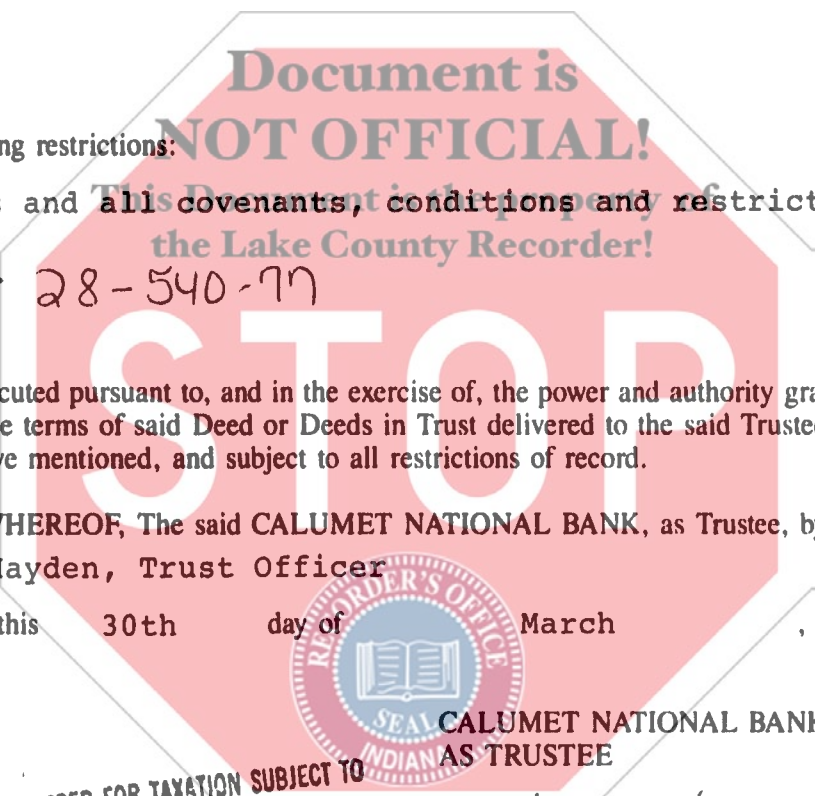 Document is
NOT OFFICIAL!
ng restrictions:
This Document is the property of
and all covenants, conditions and restrict
the Lake County Recorder!
28-540-77
STOP
cuted pursuant to, and in the exercise of, the power and authority gra
e terms of said Deed or Deeds in Trust delivered to the said Trustee
ve mentioned, and subject to all restrictions of record.
WHEREOF, The said CALUMET NATIONAL BANK, as Trustee, by
Hayden, Trust Officer
this 30th day of March ,
RECORDER'S OFFICE
SEAL
INDIANA
CALUMET NATIONAL BANK
AS TRUSTEE
FOR TAXATION SUBJECT TO